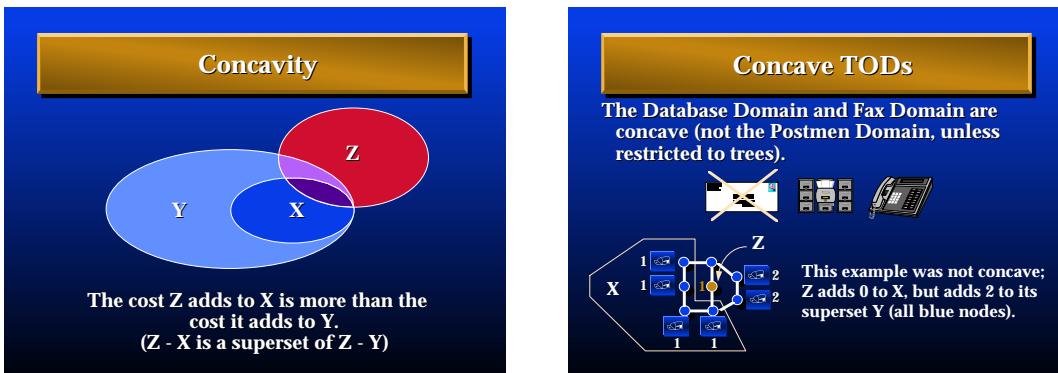 Concavity
Z
Y
X
The cost Z adds to X is more than the
cost it adds to Y.
(Z - X is a superset of Z - Y)
Concave TODs
The Database Domain and Fax Domain are
concave (not the Postmen Domain, unless
restricted to trees).
Z
1
2
X
1
1
2
1
1
This example was not concave;
Z adds 0 to X, but adds 2 to its
superset Y (all blue nodes).